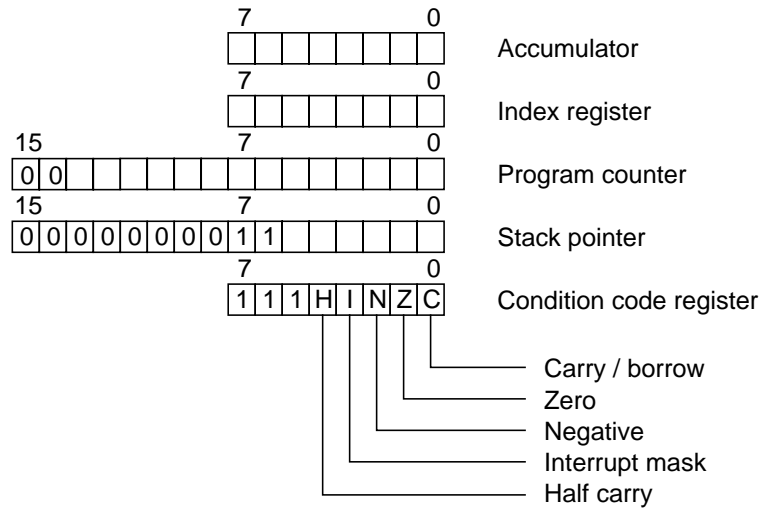 7 0
Accumulator
7 0
Index register
15 7 0
0 0 Program counter
15 7 0
0 0 0 0 0 0 0 0 1 1 Stack pointer
7 0
1 1 1 H I N Z C Condition code register
Carry / borrow
Zero
Negative
Interrupt mask
Half carry